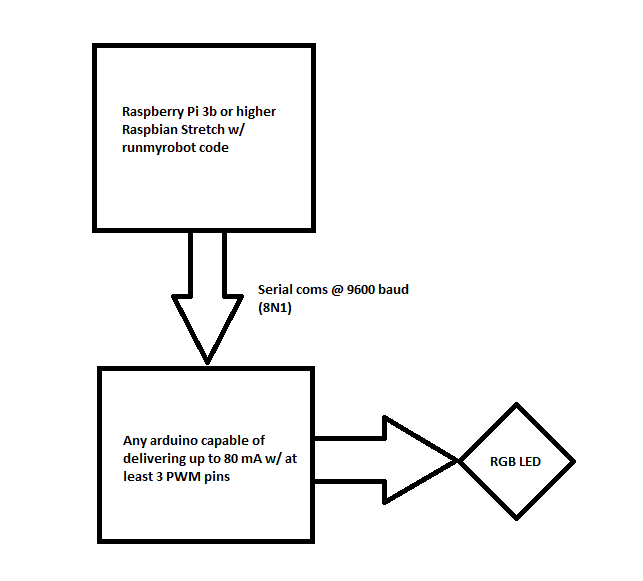 Raspberry Pi 3b or higher
Raspbian Stretch w/
runmyrobot code
Serial coms @ 9600 baud
(8N1)
Any arduino capable of
delivering up to 80 mA w/ at
least 3 PWM pins
RGB LED